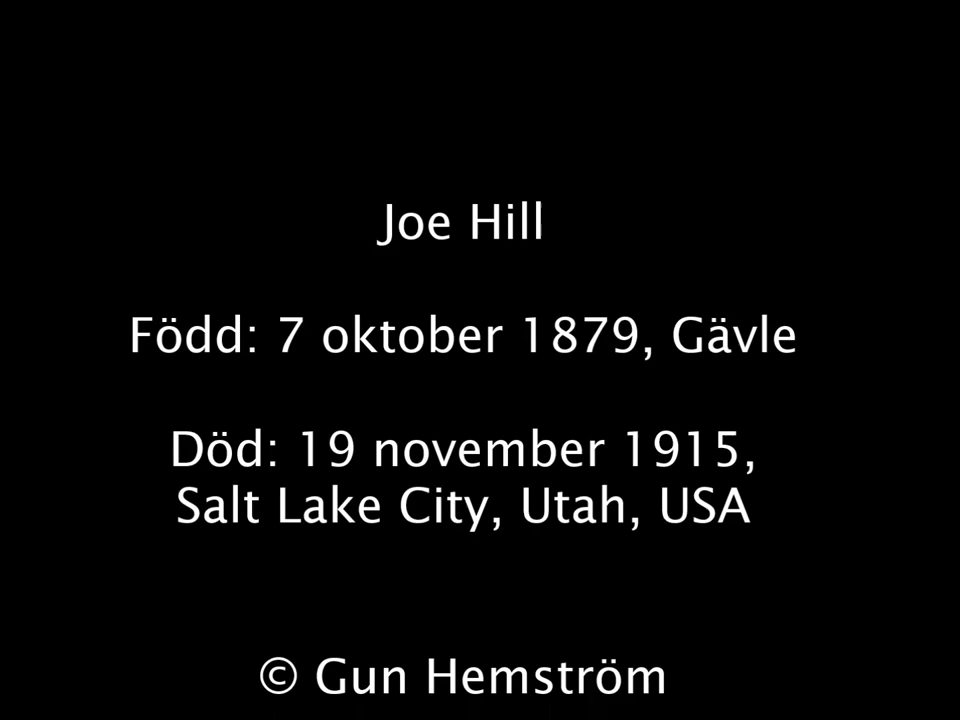 Joe Hill
Född: 7 oktober 1879, Gävle
Död: 19 november 1915,
Salt Lake City, Utah, USA
© Gun Hemström